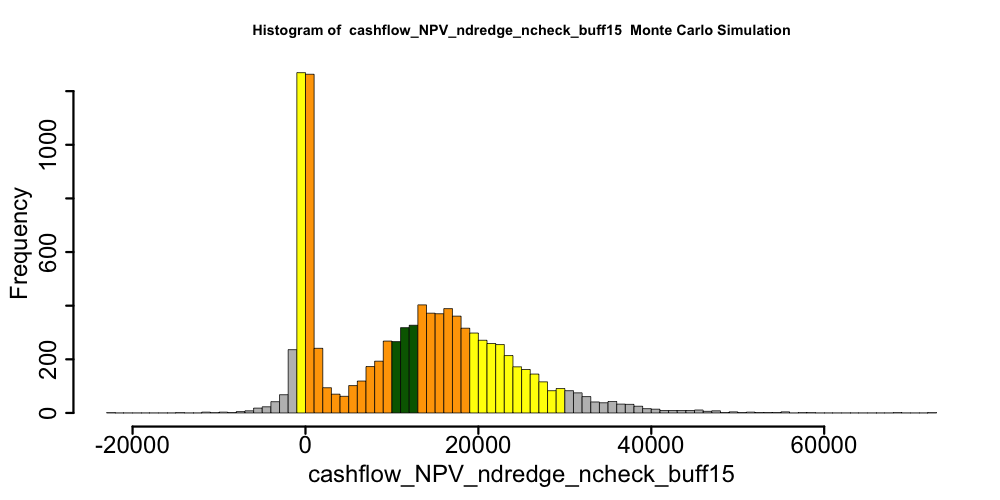 Histogram of  cashflow_NPV_ndredge_ncheck_buff15  Monte Carlo Simulation
Frequency
1000
600
200
0
-20000 0 20000 40000 60000
cashflow_NPV_ndredge_ncheck_buff15